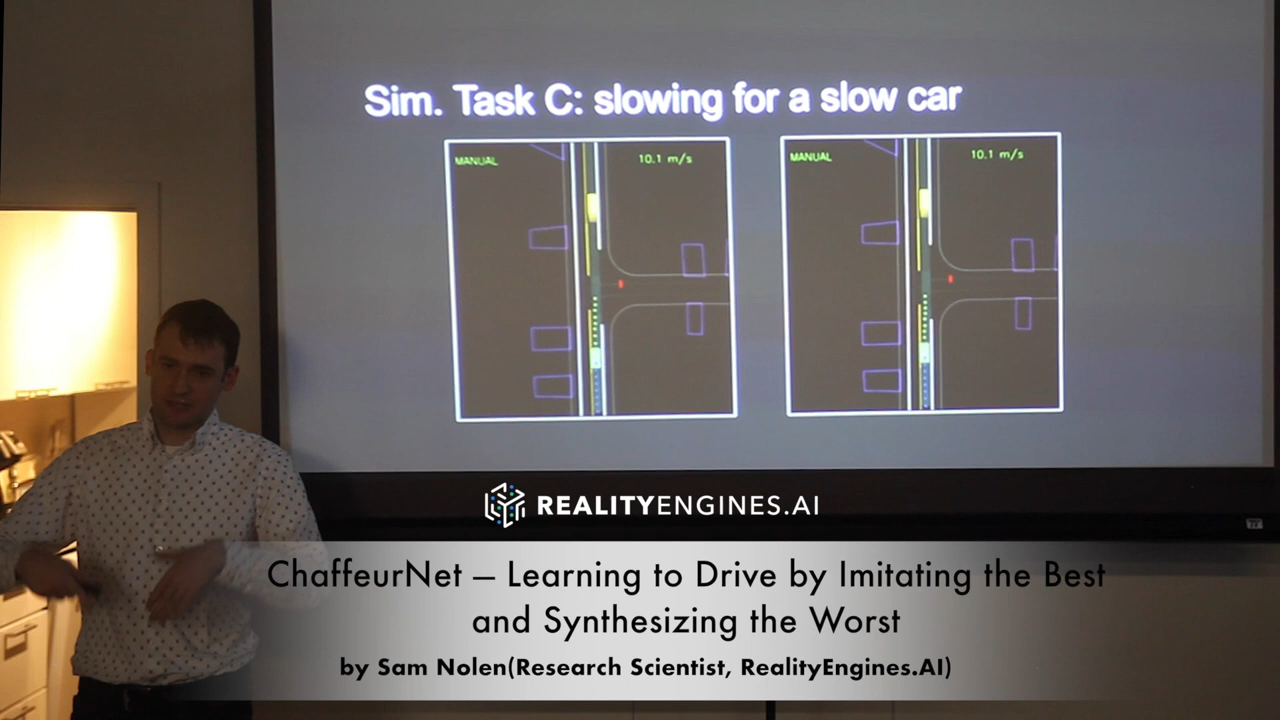 Sim. Task C: slowing for a slow car
MANUAL
10.1 m/s
MANUAL
10.1 m/s
REALITYENGINES.AI
ChaffeurNet — Learning to Drive by Imitating the Best
and Synthesizing the Worst
by Sam Nolen(Research Scientist, RealityEngines.AI)